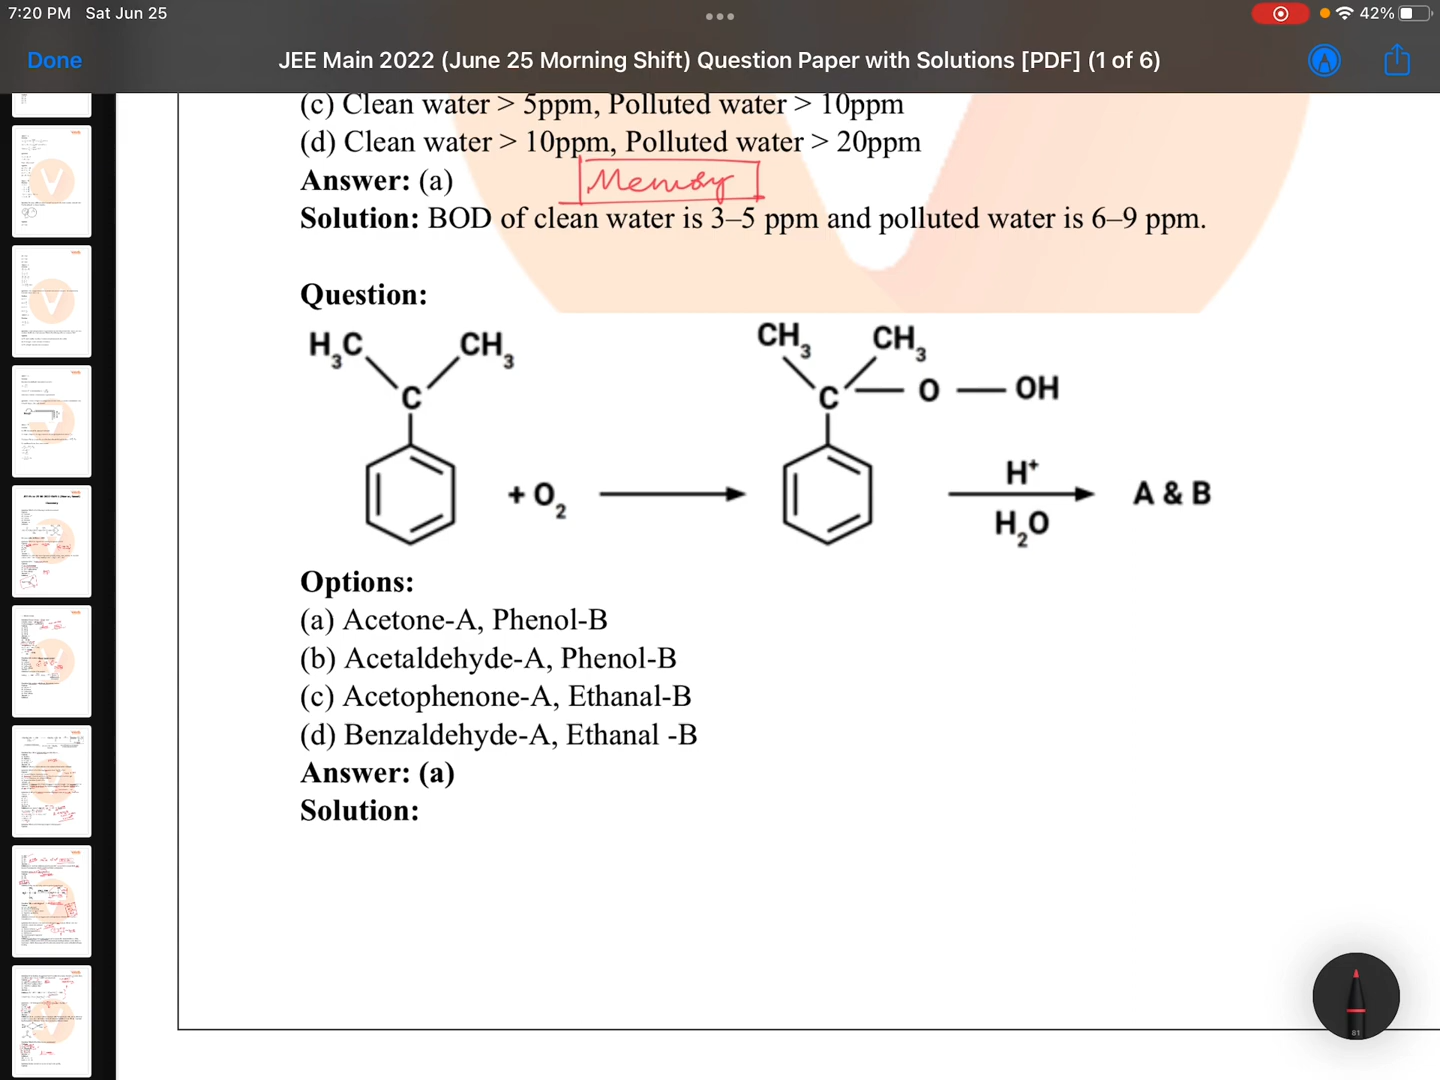 7:20 PM Sat Jun 25
42%
Done
JEE Main 2022 (June 25 Morning Shift) Question Paper with Solutions [PDF] (1 of 6)
(c) Clean water > 5ppm, Polluted water > 10ppm
(d) Clean water > 10ppm, Polluted water > 20ppm
Answer: (a)
Memory
Solution: BOD of clean water is 3–5 ppm and polluted water is 6–9 ppm.
Question:
H₃C CH₃ CH₃ CH₃
C C O OH
+ O₂ H⁺ A & B
H₂O
Options:
(a) Acetone-A, Phenol-B
(b) Acetaldehyde-A, Phenol-B
(c) Acetophenone-A, Ethanal-B
(d) Benzaldehyde-A, Ethanal -B
Answer: (a)
Solution:
81